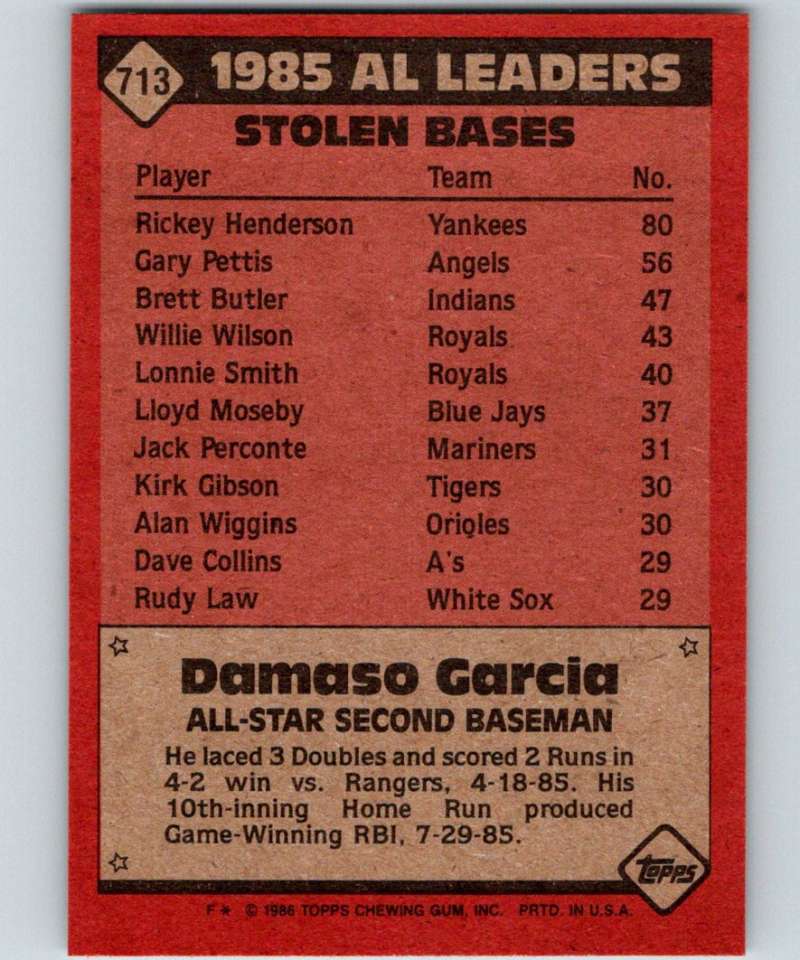 713 1985 AL LEADERS
STOLEN BASES
Player Team No.
Rickey Henderson Yankees 80
Gary Pettis Angels 56
Brett Butler Indians 47
Willie Wilson Royals 43
Lonnie Smith Royals 40
Lloyd Moseby Blue Jays 37
Jack Perconte Mariners 31
Kirk Gibson Tigers 30
Alan Wiggins Orioles 30
Dave Collins A's 29
Rudy Law White Sox 29
Damaso Garcia
ALL-STAR SECOND BASEMAN
He laced 3 Doubles and scored 2 Runs in
4-2 win vs. Rangers, 4-18-85. His
10th-inning Home Run produced
Game-Winning RBI, 7-29-85.
Topps
F* © 1986 TOPPS CHEWING GUM, INC. PRTD. IN U.S.A.